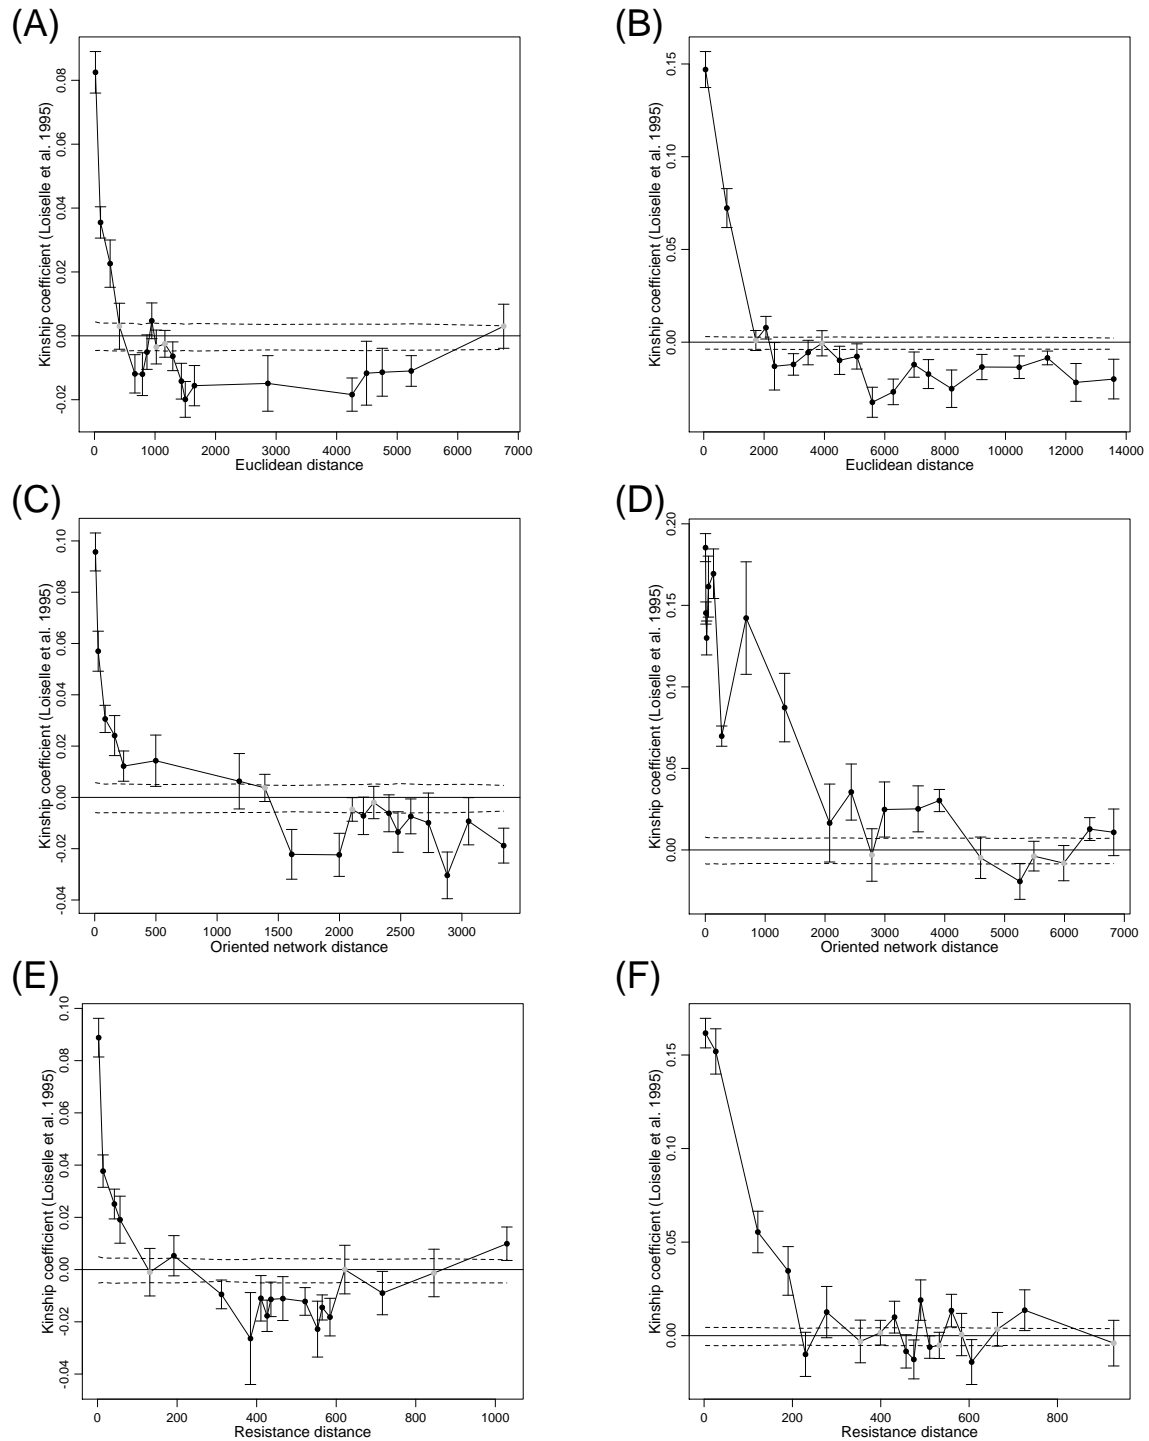 (A)
Kinship coefficient (Loiselle et al. 1995)
0.08
0.06
0.04
0.02
0.00
-0.02
0 1000 2000 3000 4000 5000 6000 7000
Euclidean distance
(B)
Kinship coefficient (Loiselle et al. 1995)
0.15
0.10
0.05
0.00
0 2000 4000 6000 8000 10000 12000 14000
Euclidean distance
(C)
Kinship coefficient (Loiselle et al. 1995)
0.10
0.08
0.06
0.04
0.02
0.00
-0.02
-0.04
0 500 1000 1500 2000 2500 3000
Oriented network distance
(D)
Kinship coefficient (Loiselle et al. 1995)
0.20
0.15
0.10
0.05
0.00
0 1000 2000 3000 4000 5000 6000 7000
Oriented network distance
(E)
Kinship coefficient (Loiselle et al. 1995)
0.10
0.08
0.06
0.04
0.02
0.00
-0.02
-0.04
0 200 400 600 800 1000
Resistance distance
(F)
Kinship coefficient (Loiselle et al. 1995)
0.15
0.10
0.05
0.00
0 200 400 600 800
Resistance distance